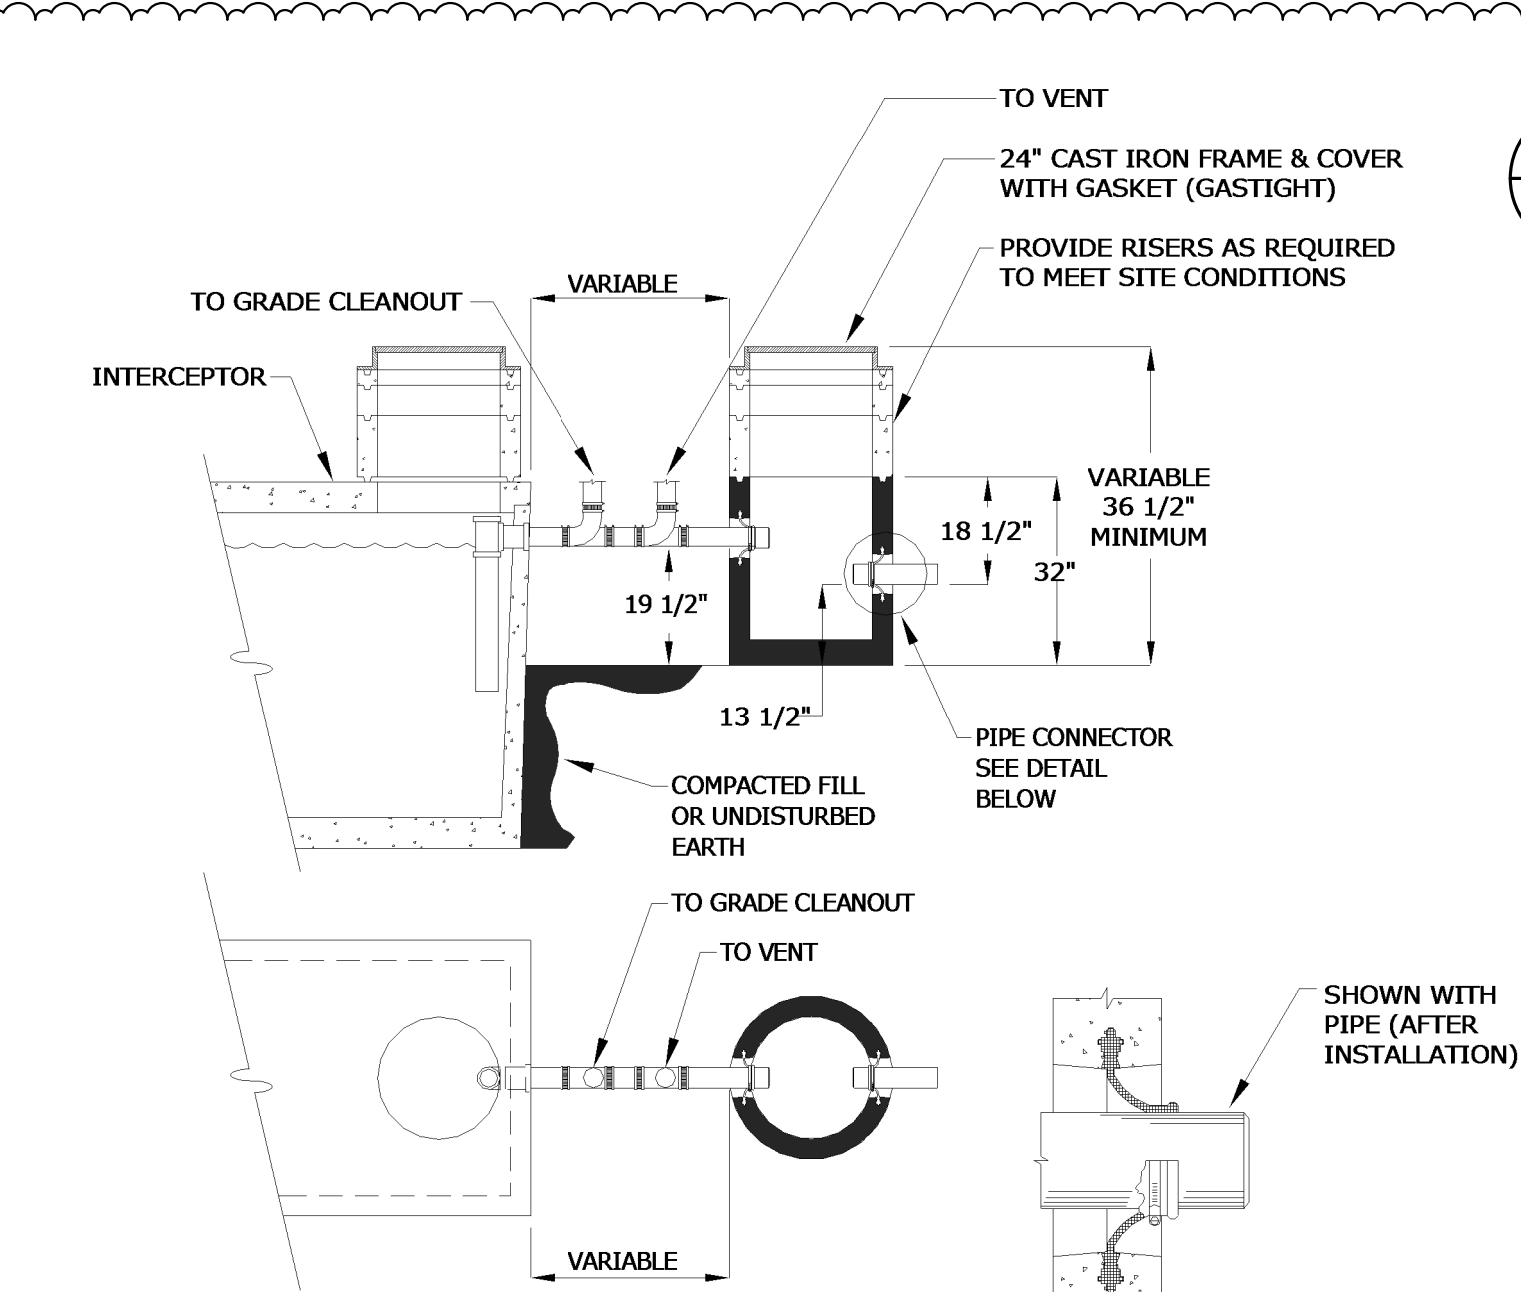 TO VENT
24" CAST IRON FRAME & COVER
WITH GASKET (GASTIGHT)
PROVIDE RISERS AS REQUIRED
TO MEET SITE CONDITIONS
VARIABLE
TO GRADE CLEANOUT
INTERCEPTOR
VARIABLE
36 1/2"
MINIMUM
18 1/2"
32"
19 1/2"
13 1/2"
PIPE CONNECTOR
SEE DETAIL
BELOW
COMPACTED FILL
OR UNDISTURBED
EARTH
TO GRADE CLEANOUT
TO VENT
SHOWN WITH
PIPE (AFTER
INSTALLATION)
VARIABLE